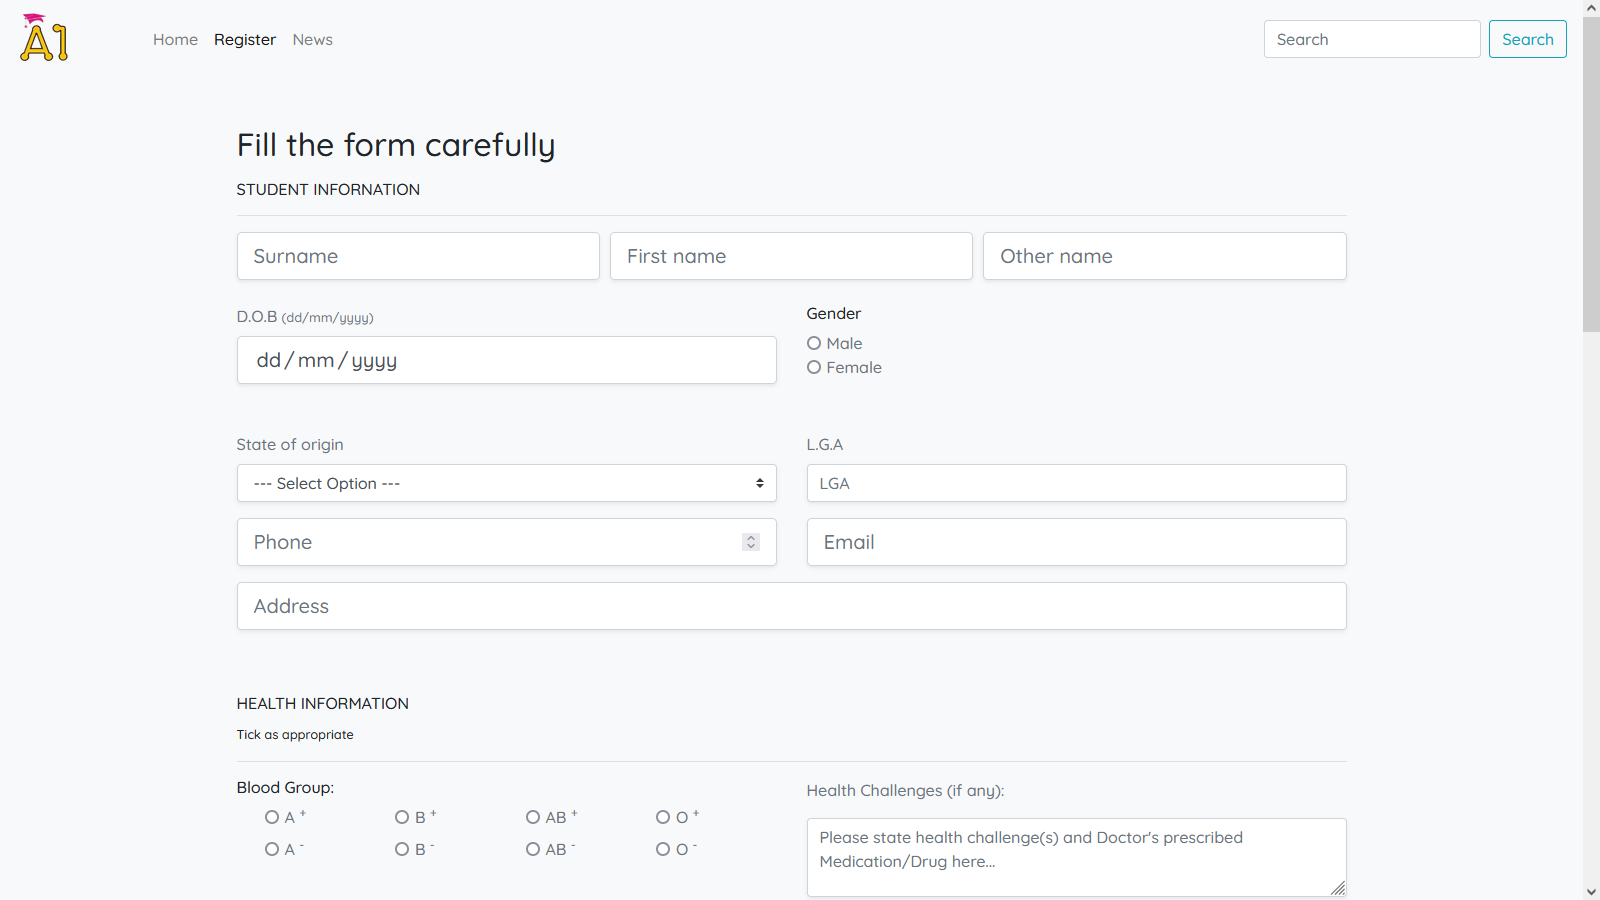 A1
Home Register News Search Search
Fill the form carefully
STUDENT INFORNATION
Surname First name Other name
D.O.B (dd/mm/yyyy) Gender
dd/mm/yyyy Male
Female
State of origin L.G.A
--- Select Option --- LGA
Phone Email
Address
HEALTH INFORMATION
Tick as appropriate
Blood Group: Health Challenges (if any):
A + B + AB + O +
A - B - AB - O -
Please state health challenge(s) and Doctor's prescribed
Medication/Drug here...